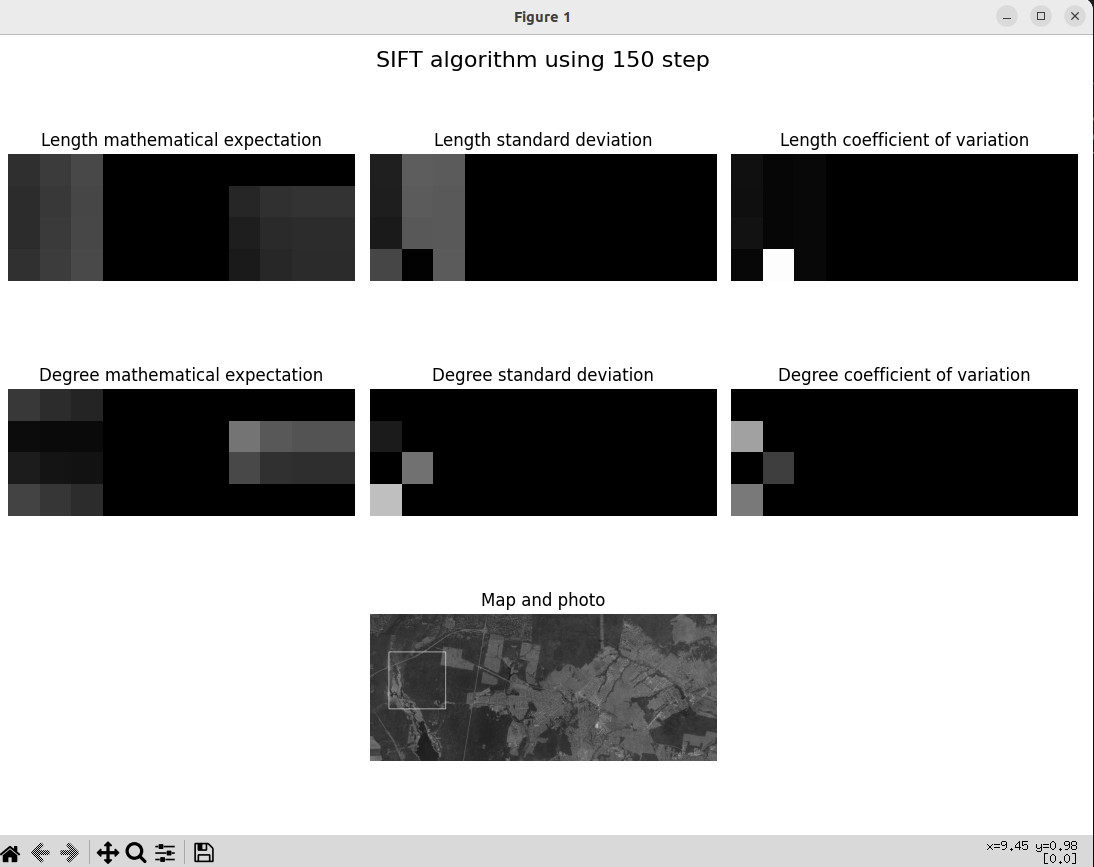 Figure 1
SIFT algorithm using 150 step
Length mathematical expectation
Length standard deviation
Length coefficient of variation
Degree mathematical expectation
Degree standard deviation
Degree coefficient of variation
Map and photo
x=9.45 y=0.98
[0.0]